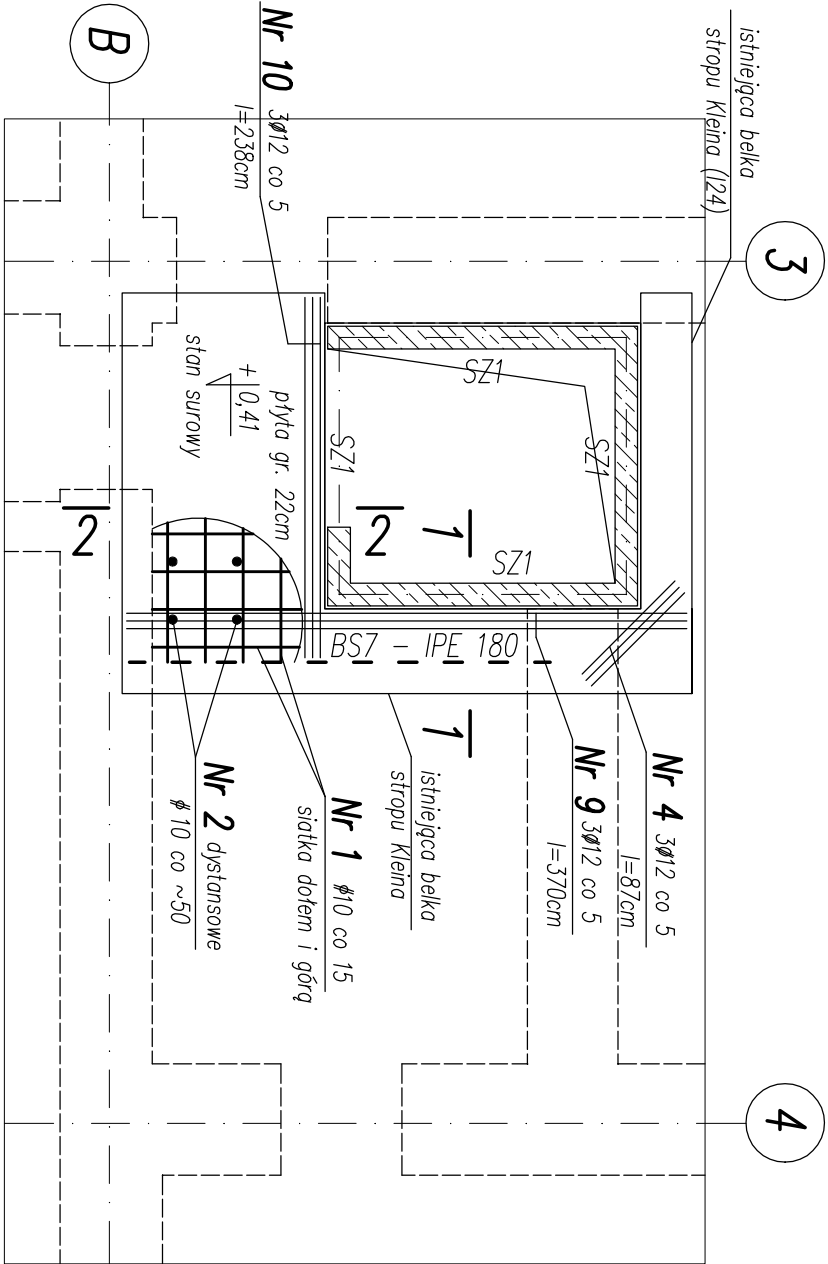 istniejąca belka
stropu Kleina (I24)
3
4
B
Nr 10 3ø12 co 5
l=238cm
płyta gr. 22cm
+ 0,41
stan surowy
SZ1
SZ1
SZ1
SZ1
1
1
2
2
BS7 - IPE 180
Nr 4 3ø12 co 5
l=87cm
Nr 9 3ø12 co 5
l=370cm
istniejąca belka
stropu Kleina
Nr 1 #10 co 15
siatka dołem i górą
Nr 2 dystansowe
#10 co ~50